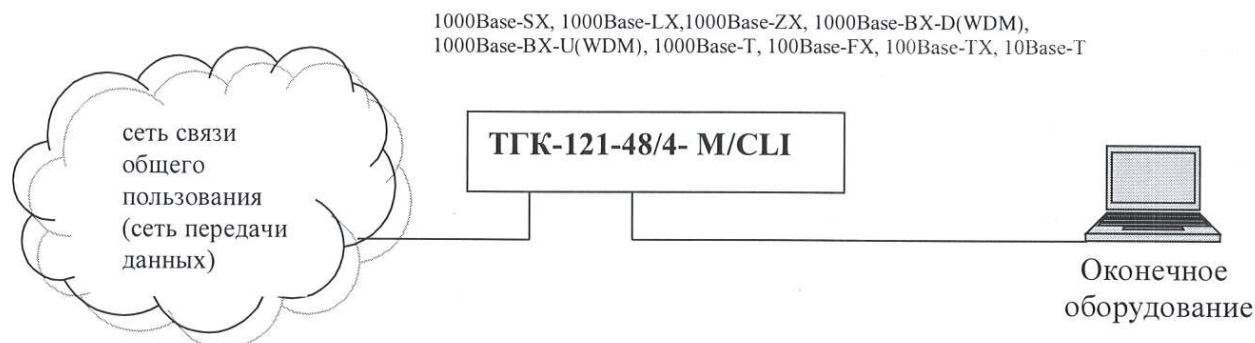 1000Base-SX, 1000Base-LX,1000Base-ZX, 1000Base-BX-D(WDM),
1000Base-BX-U(WDM), 1000Base-T, 100Base-FX, 100Base-TX, 10Base-T
сеть связи
общего
пользования
(сеть передачи
данных)
ТГК-121-48/4- M/CLI
Оконечное
оборудование